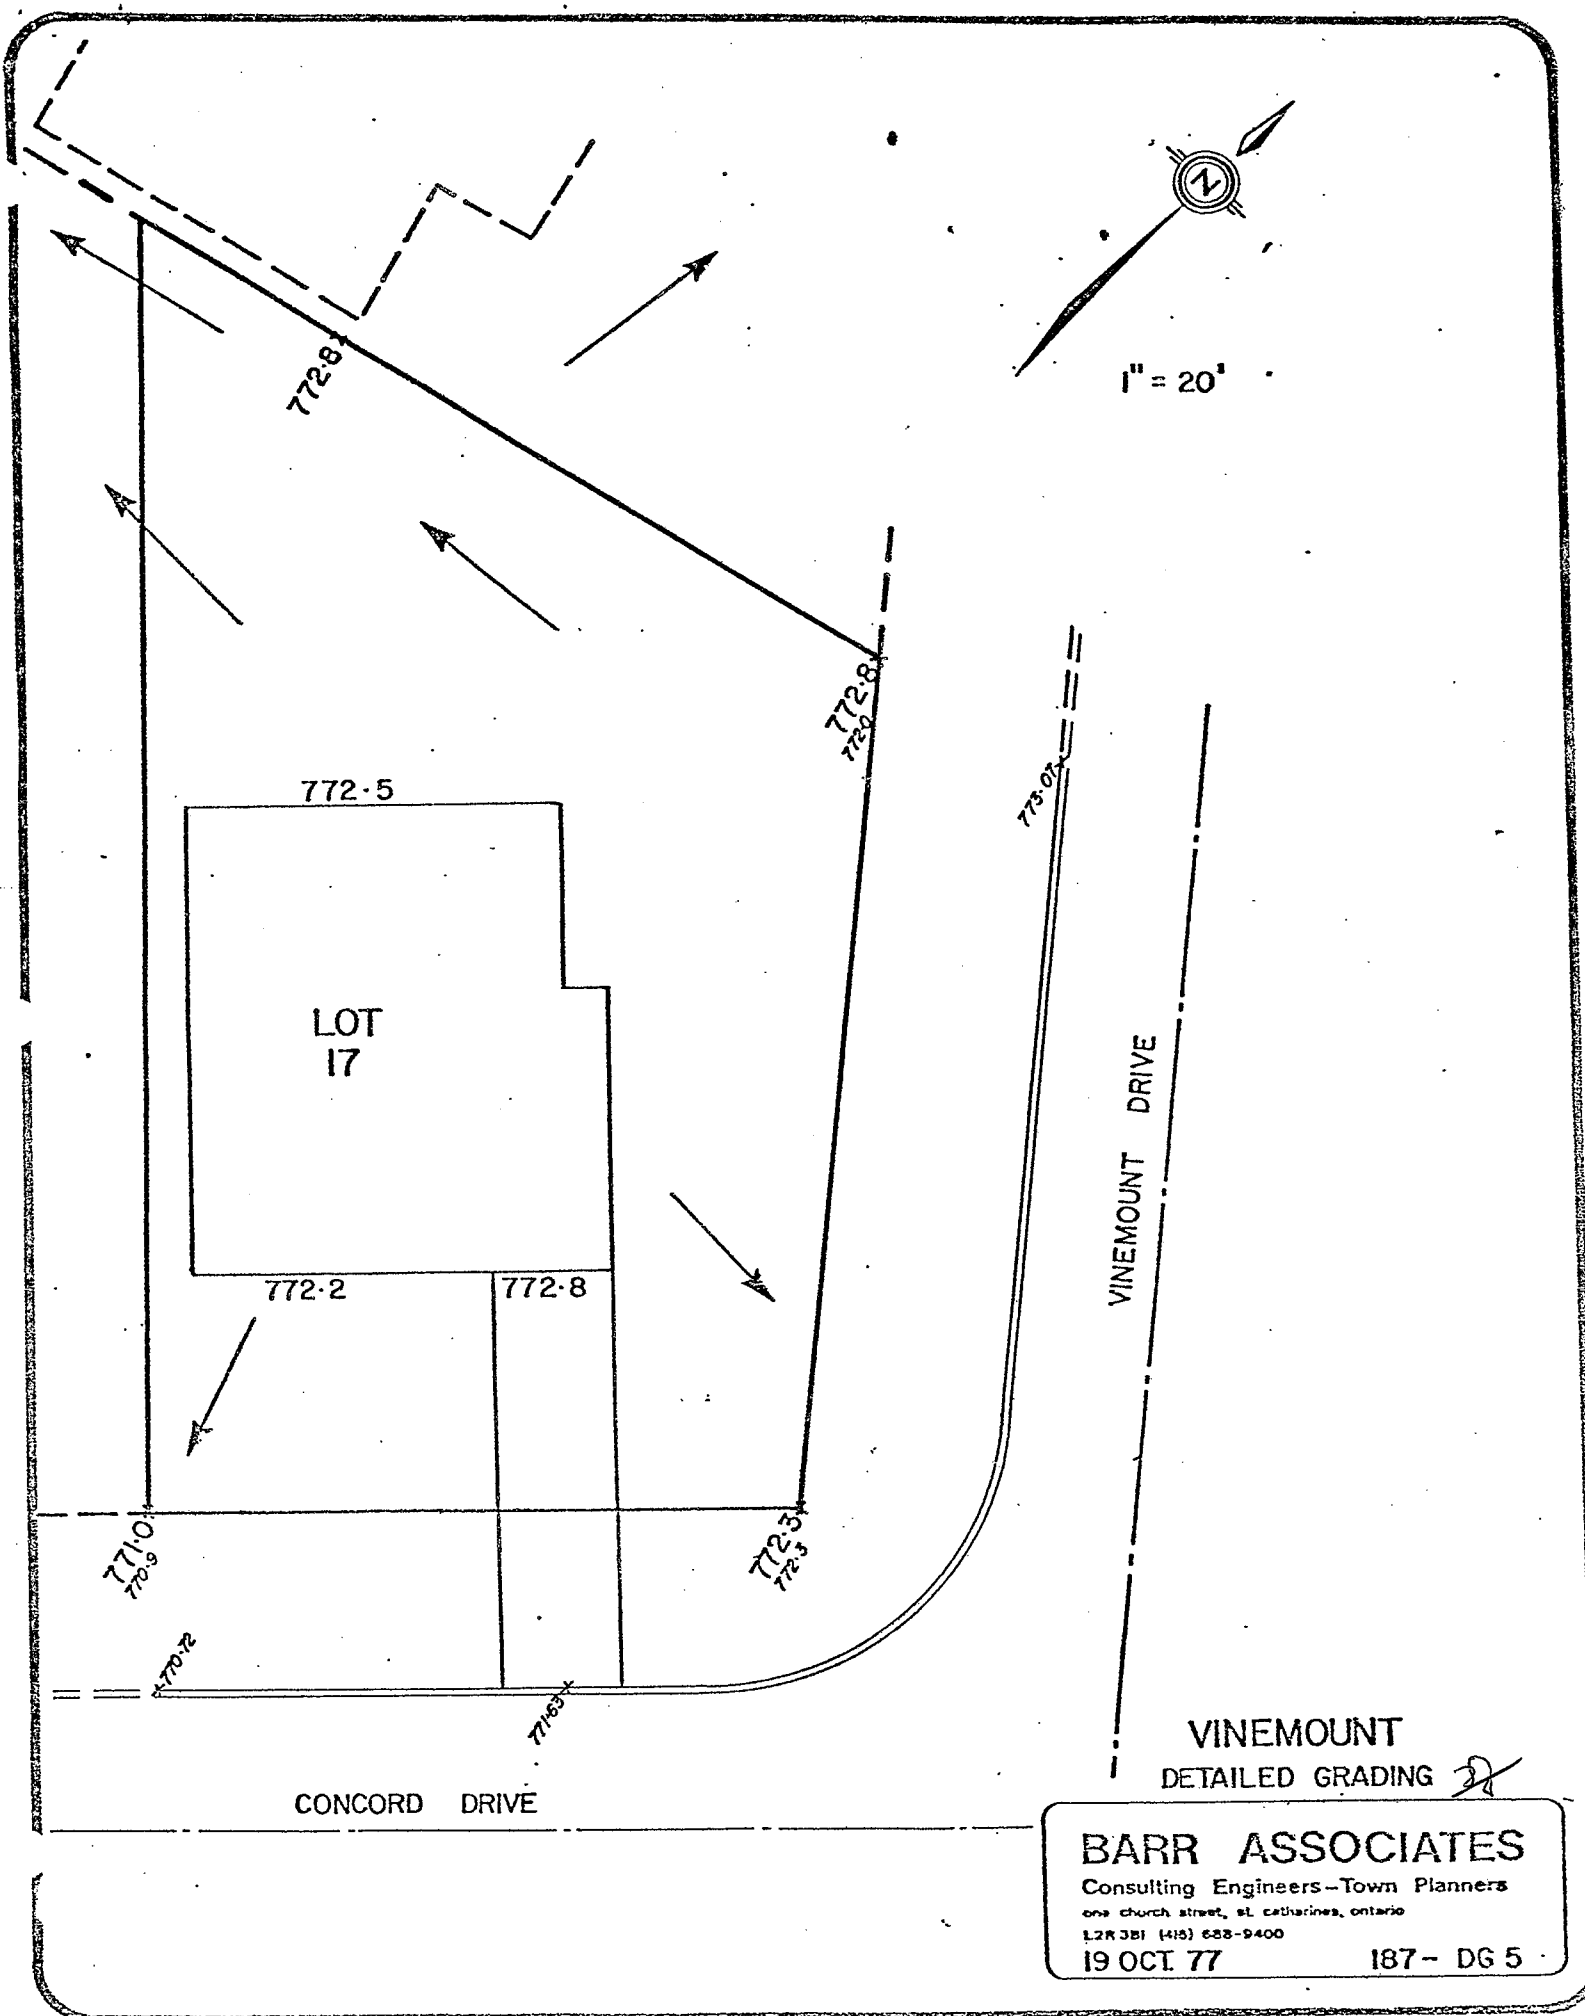 N
1" = 20'
772.8
772.8
772.0
773.07
772.5
LOT
17
VINEMOUNT DRIVE
772.2
772.8
771.0
770.9
772.3
772.3
770.72
771.63
CONCORD DRIVE
VINEMOUNT
DETAILED GRADING
BARR ASSOCIATES
Consulting Engineers-Town Planners
one church street, st. catharines, ontario
L2R 3B1 (416) 688-9400
19 OCT. 77 187- DG 5